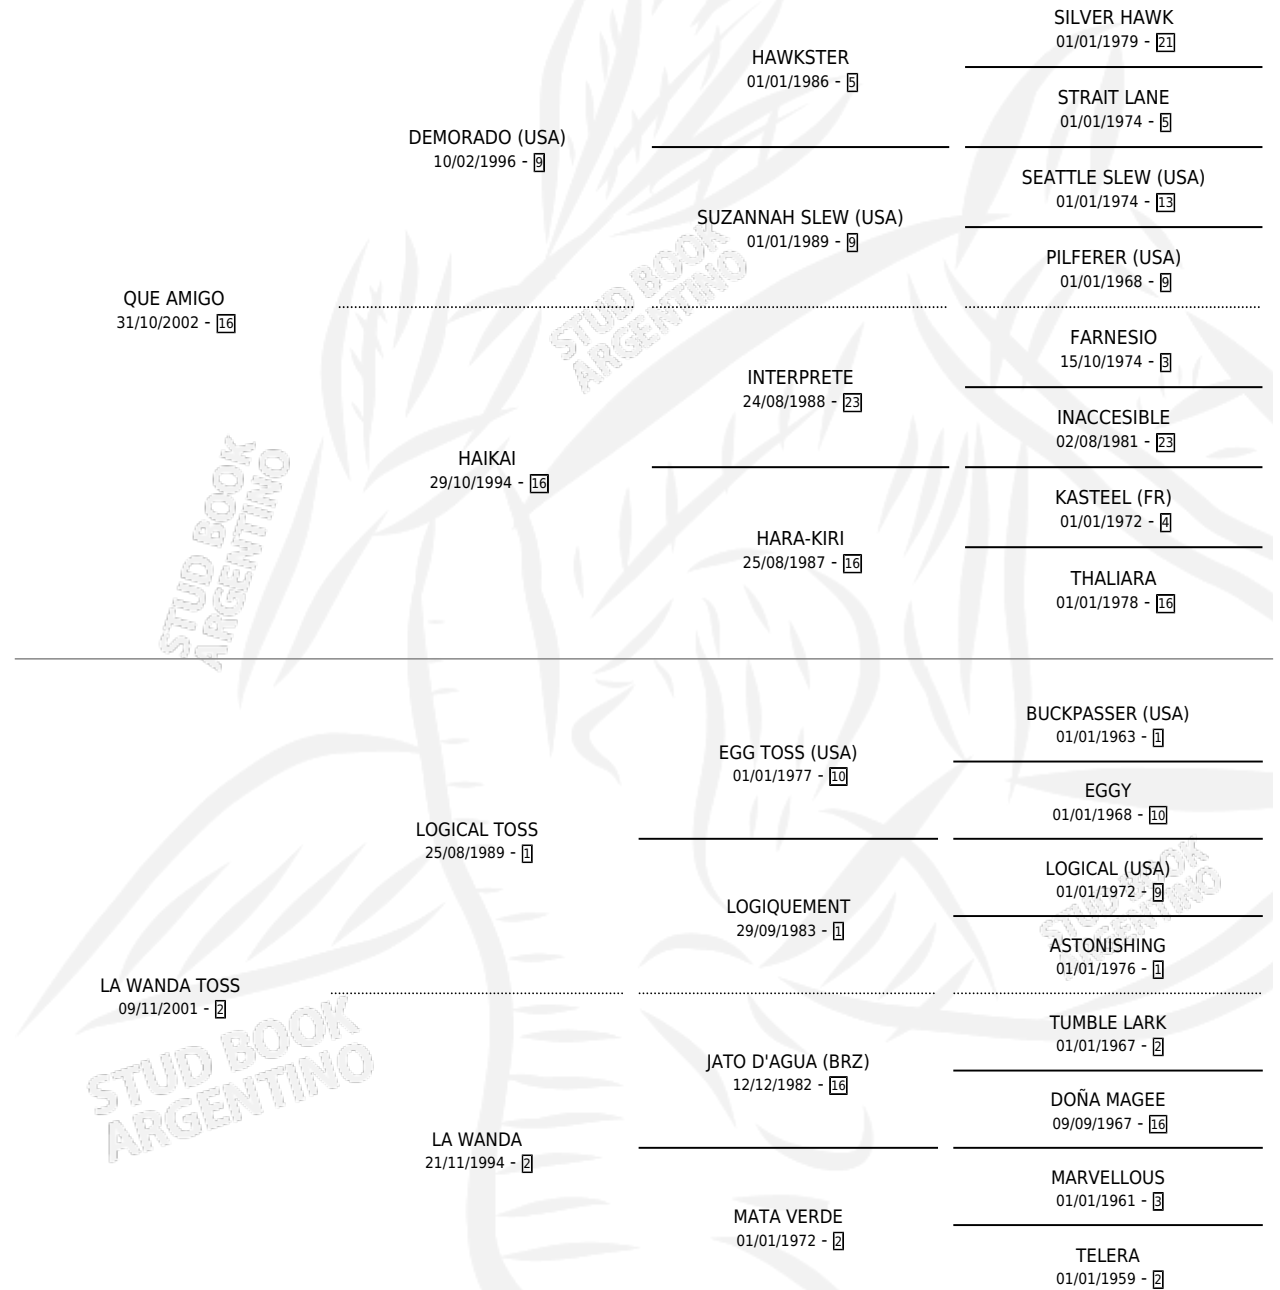 SILVER HAWK
01/01/1979 - 21
HAWKSTER
01/01/1986 - 5
STRAIT LANE
01/01/1974 - 5
DEMORADO (USA)
10/02/1996 - 9
SEATTLE SLEW (USA)
01/01/1974 - 13
SUZANNAH SLEW (USA)
01/01/1989 - 9
PILFERER (USA)
01/01/1968 - 9
QUE AMIGO
31/10/2002 - 16
STUD BOOK
ARGENTINO
FARNESIO
15/10/1974 - 3
INTERPRETE
24/08/1988 - 23
INACCESIBLE
02/08/1981 - 23
HAIKAI
29/10/1994 - 16
KASTEEL (FR)
01/01/1972 - 4
HARA-KIRI
25/08/1987 - 16
THALIARA
01/01/1978 - 16
STUD BOOK
ARGENTINO
BUCKPASSER (USA)
01/01/1963 - 1
EGG TOSS (USA)
01/01/1977 - 10
EGGY
01/01/1968 - 10
LOGICAL TOSS
25/08/1989 - 1
LOGICAL (USA)
01/01/1972 - 9
LOGIQUEMENT
29/09/1983 - 1
STUD BOOK
ARGENTINO
ASTONISHING
01/01/1976 - 1
LA WANDA TOSS
09/11/2001 - 2
STUD BOOK
ARGENTINO
TUMBLE LARK
01/01/1967 - 2
JATO D'AGUA (BRZ)
12/12/1982 - 16
DOÑA MAGEE
09/09/1967 - 16
LA WANDA
21/11/1994 - 2
MARVELLOUS
01/01/1961 - 3
MATA VERDE
01/01/1972 - 2
TELERA
01/01/1959 - 2